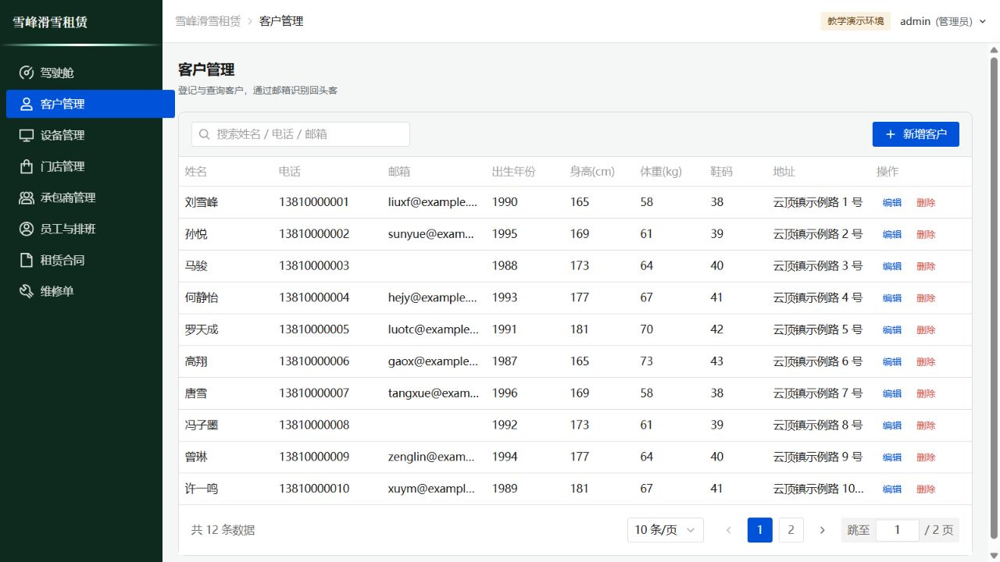 雪峰滑雪租赁
雪峰滑雪租赁 > 客户管理
教学演示环境 admin (管理员)
驾驶舱
客户管理
设备管理
门店管理
承包商管理
员工与排班
租赁合同
维修单
客户管理
登记与查询客户，通过邮箱识别回头客
搜索姓名 / 电话 / 邮箱
+ 新增客户
姓名 电话 邮箱 出生年份 身高(cm) 体重(kg) 鞋码 地址 操作
刘雪峰 13810000001 liuxf@example.... 1990 165 58 38 云顶镇示例路 1 号 编辑 删除
孙悦 13810000002 sunyue@exam... 1995 169 61 39 云顶镇示例路 2 号 编辑 删除
马骏 13810000003 1988 173 64 40 云顶镇示例路 3 号 编辑 删除
何静怡 13810000004 hejy@example.... 1993 177 67 41 云顶镇示例路 4 号 编辑 删除
罗天成 13810000005 luotc@example... 1991 181 70 42 云顶镇示例路 5 号 编辑 删除
高翔 13810000006 gaox@example... 1987 165 73 43 云顶镇示例路 6 号 编辑 删除
唐雪 13810000007 tangxue@exam... 1996 169 58 38 云顶镇示例路 7 号 编辑 删除
冯子墨 13810000008 1992 173 61 39 云顶镇示例路 8 号 编辑 删除
曾琳 13810000009 zenglin@exam... 1994 177 64 40 云顶镇示例路 9 号 编辑 删除
许一鸣 13810000010 xuym@exampl... 1989 181 67 41 云顶镇示例路 10... 编辑 删除
共 12 条数据 10 条/页 < 1 2 > 跳至 1 / 2 页